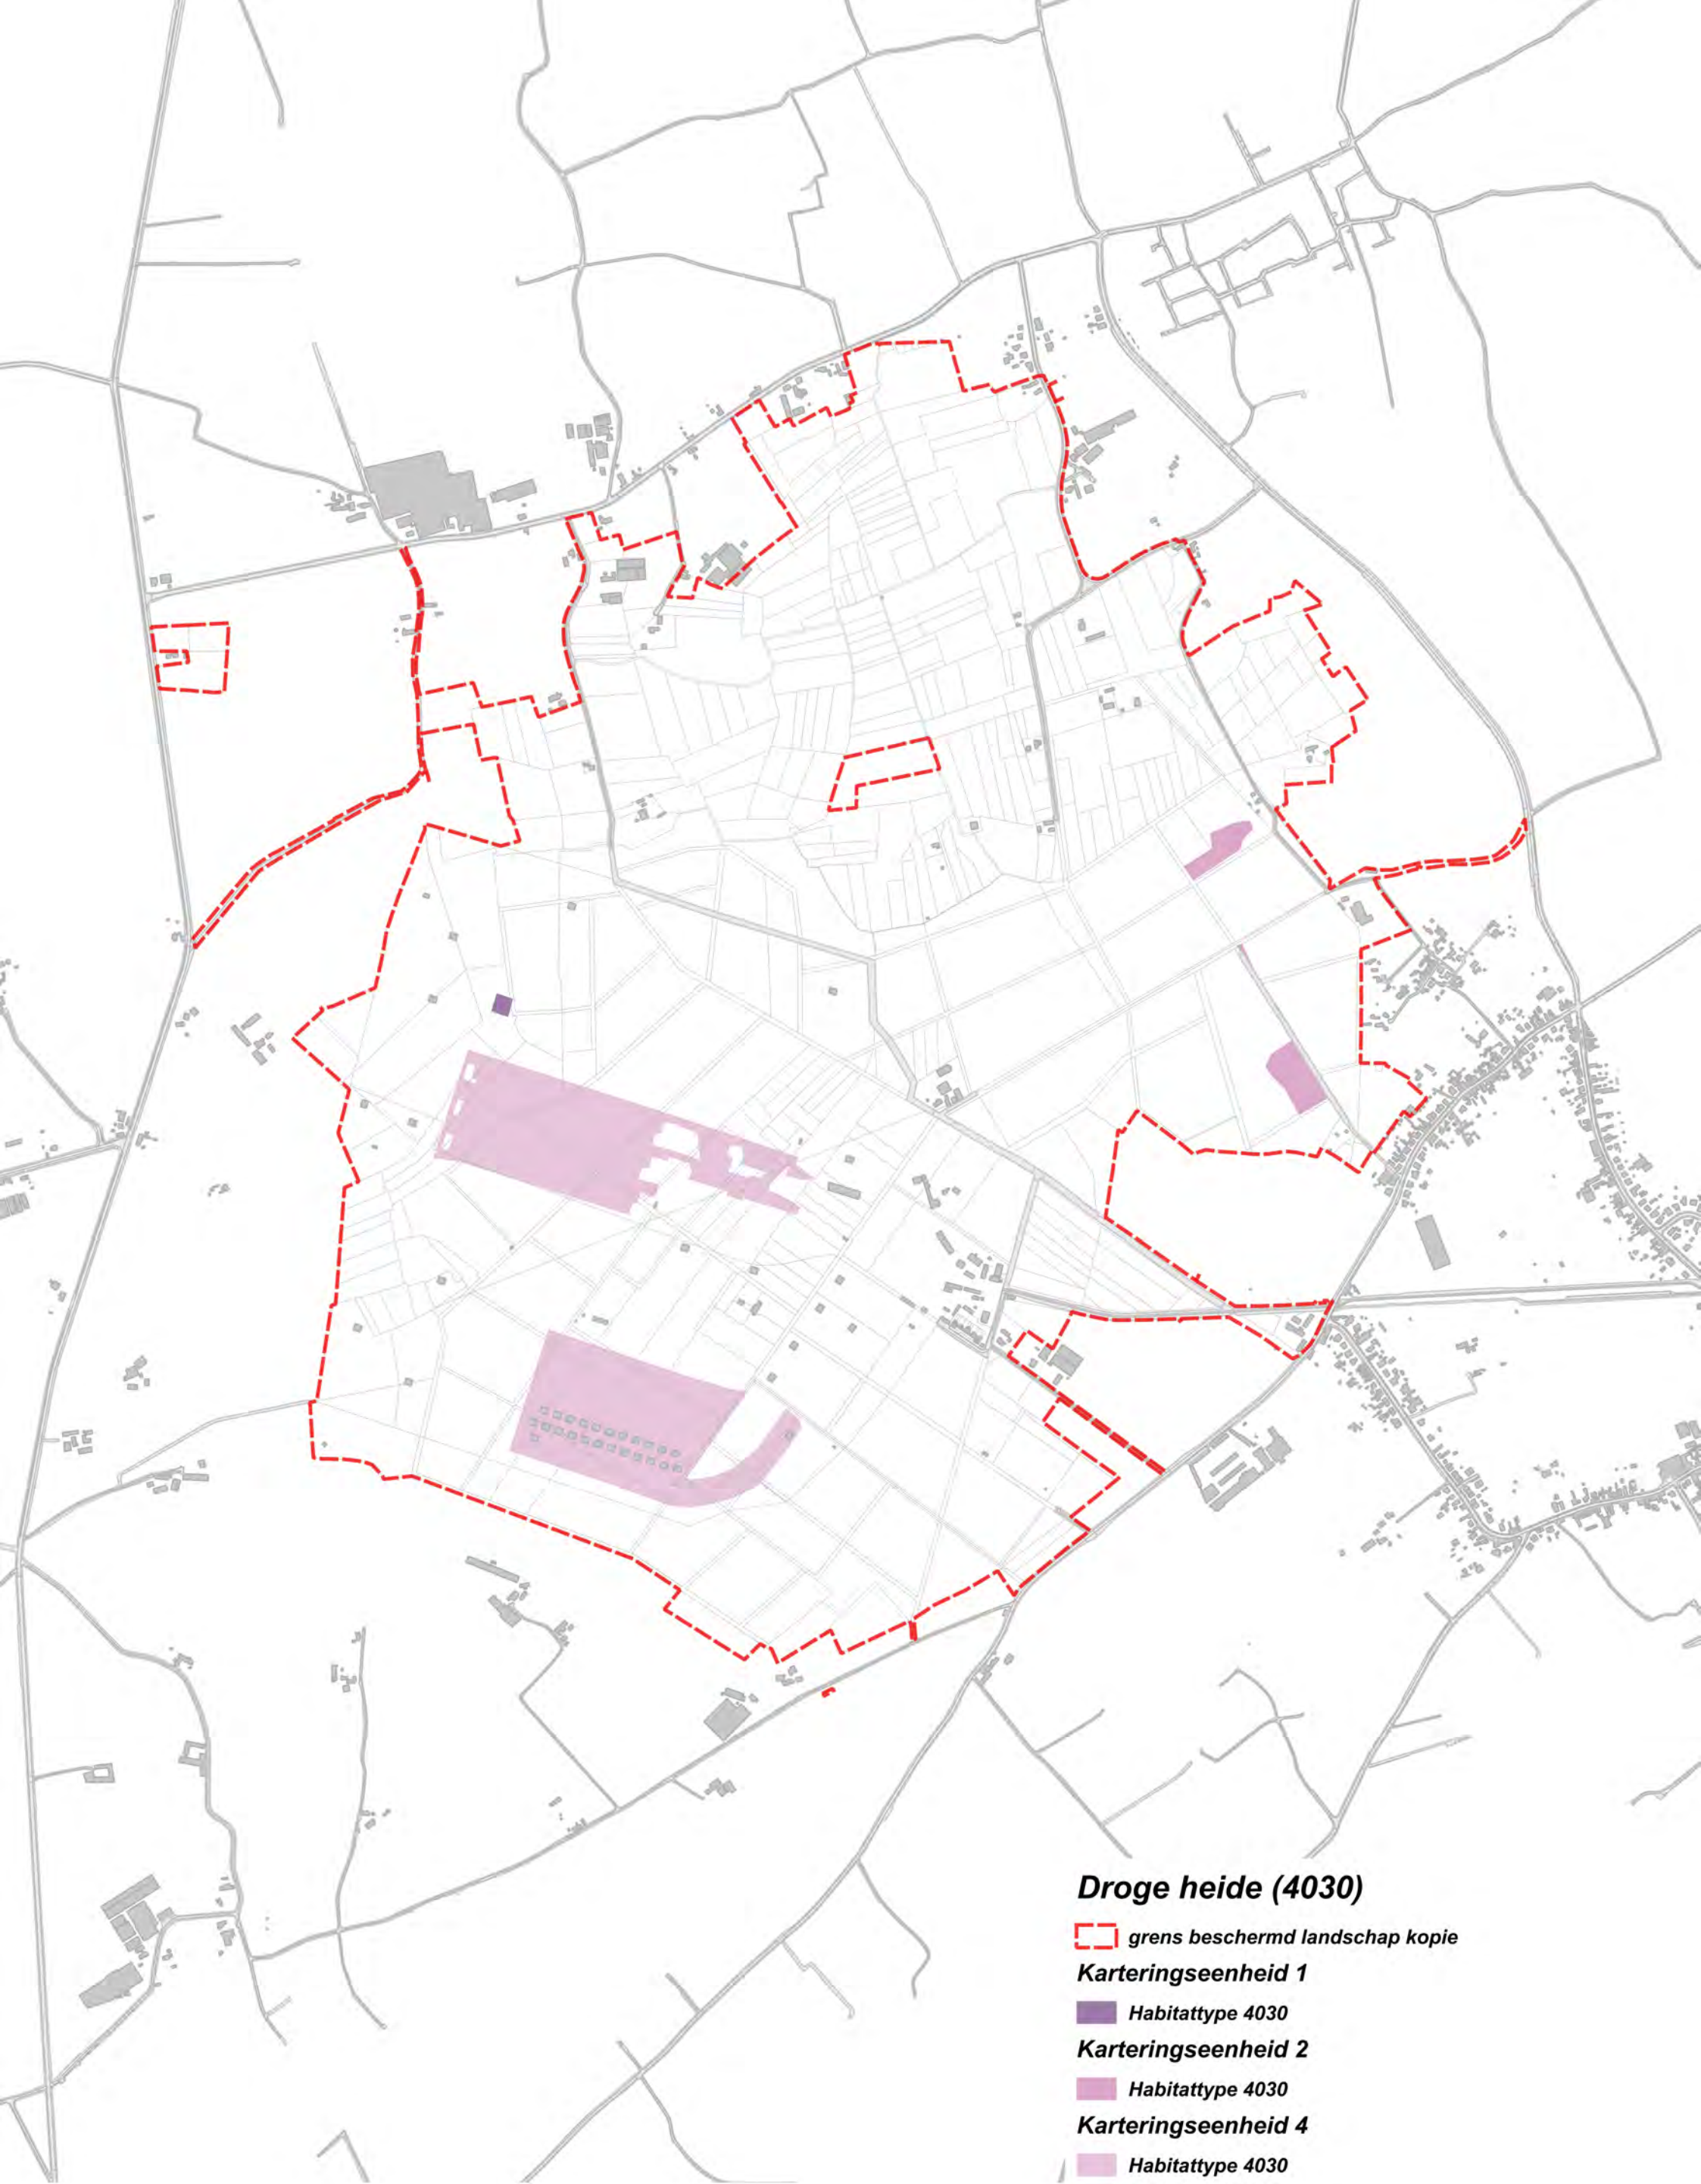 Droge heide (4030)
grens beschermd landschap kopie
Karteringseenheid 1
Habitattype 4030
Karteringseenheid 2
Habitattype 4030
Karteringseenheid 4
Habitattype 4030